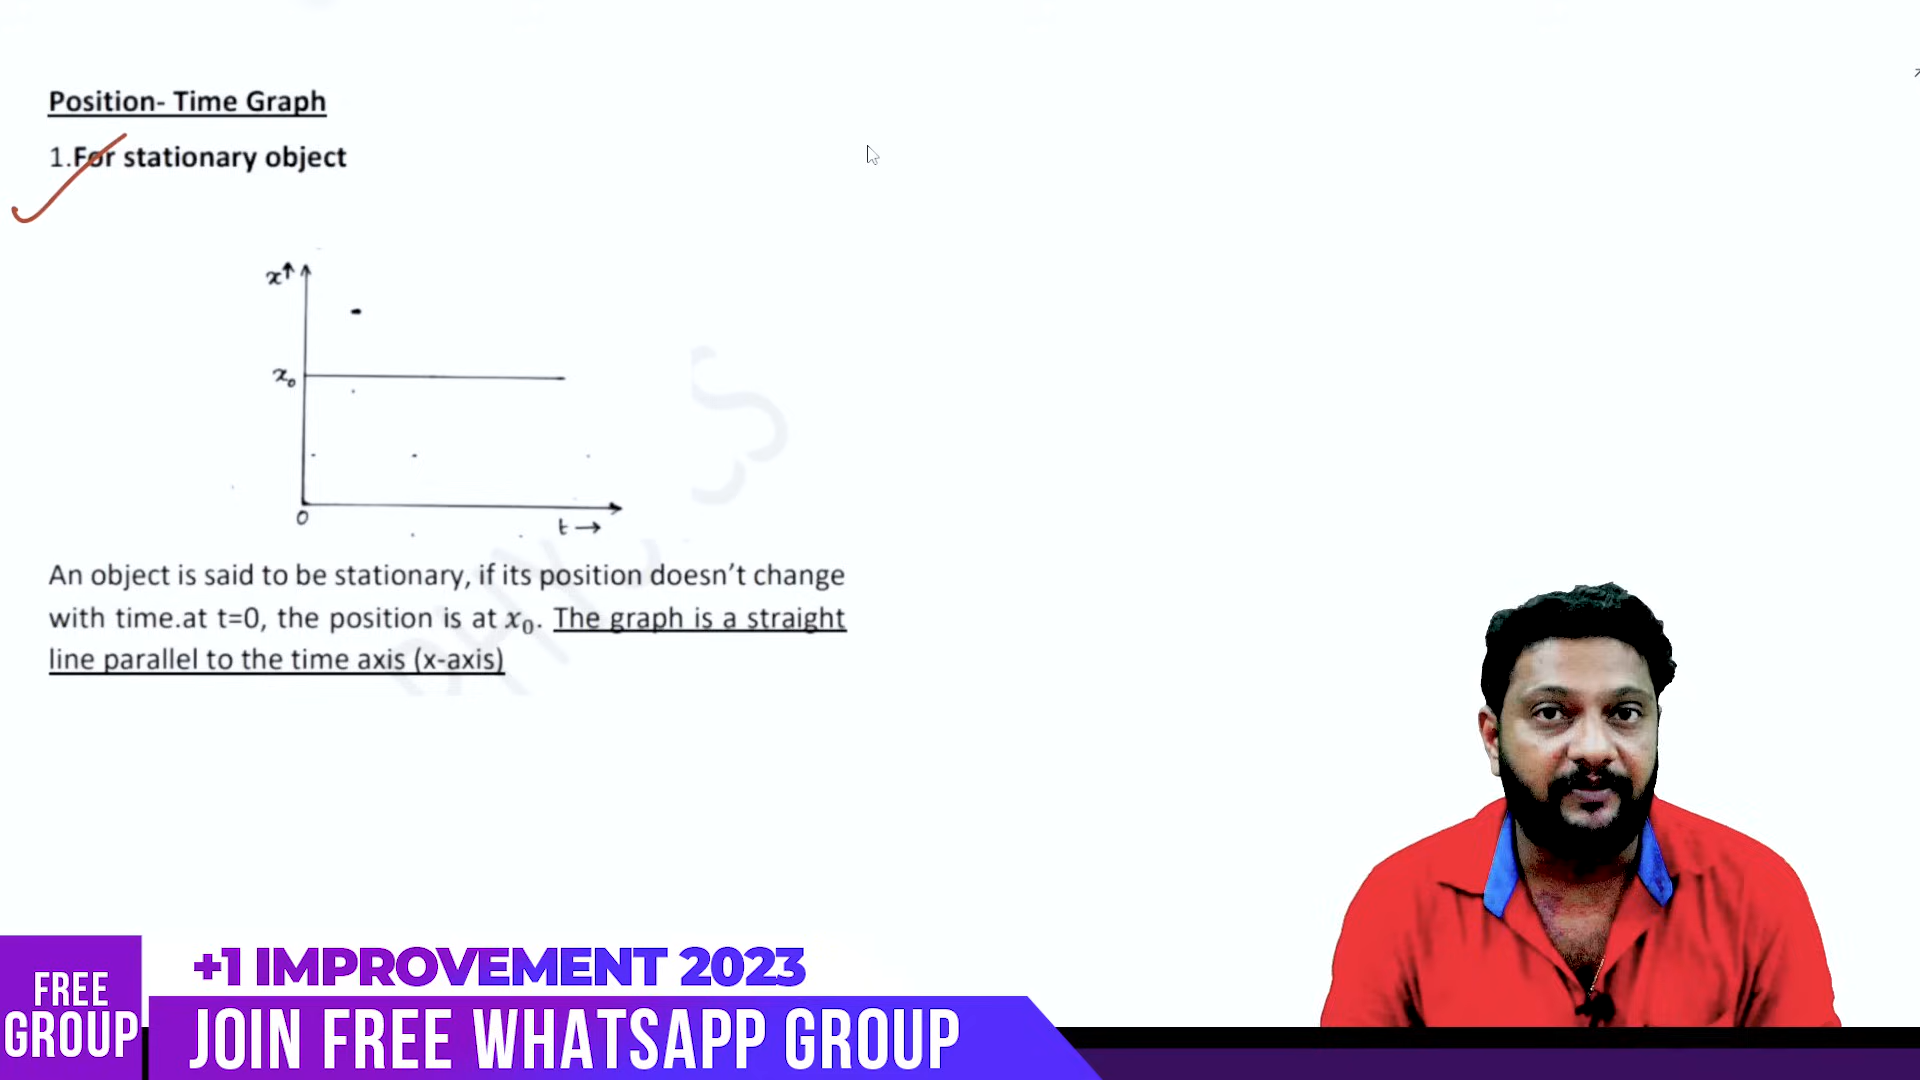 Position- Time Graph
1.For stationary object
x↑
x₀
0
t→
An object is said to be stationary, if its position doesn't change
with time.at t=0, the position is at x₀. The graph is a straight
line parallel to the time axis (x-axis)
+1 IMPROVEMENT 2023
FREE
GROUP
JOIN FREE WHATSAPP GROUP